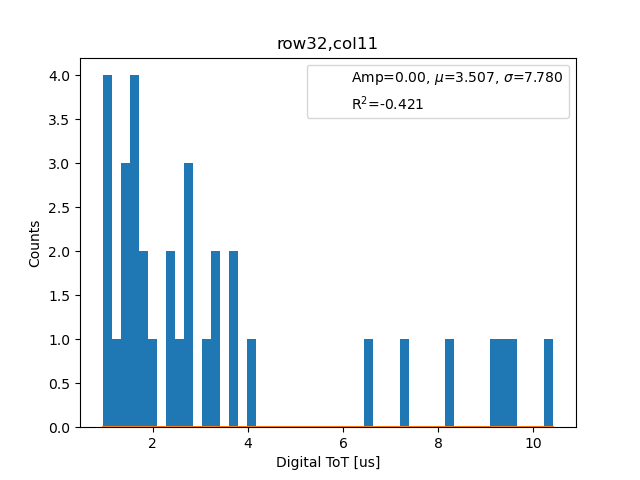 row32,col11
Amp=0.00, μ=3.507, σ=7.780
R²=-0.421
4.0
3.5
3.0
2.5
2.0
1.5
1.0
0.5
0.0
Counts
2 4 6 8 10
Digital ToT [us]